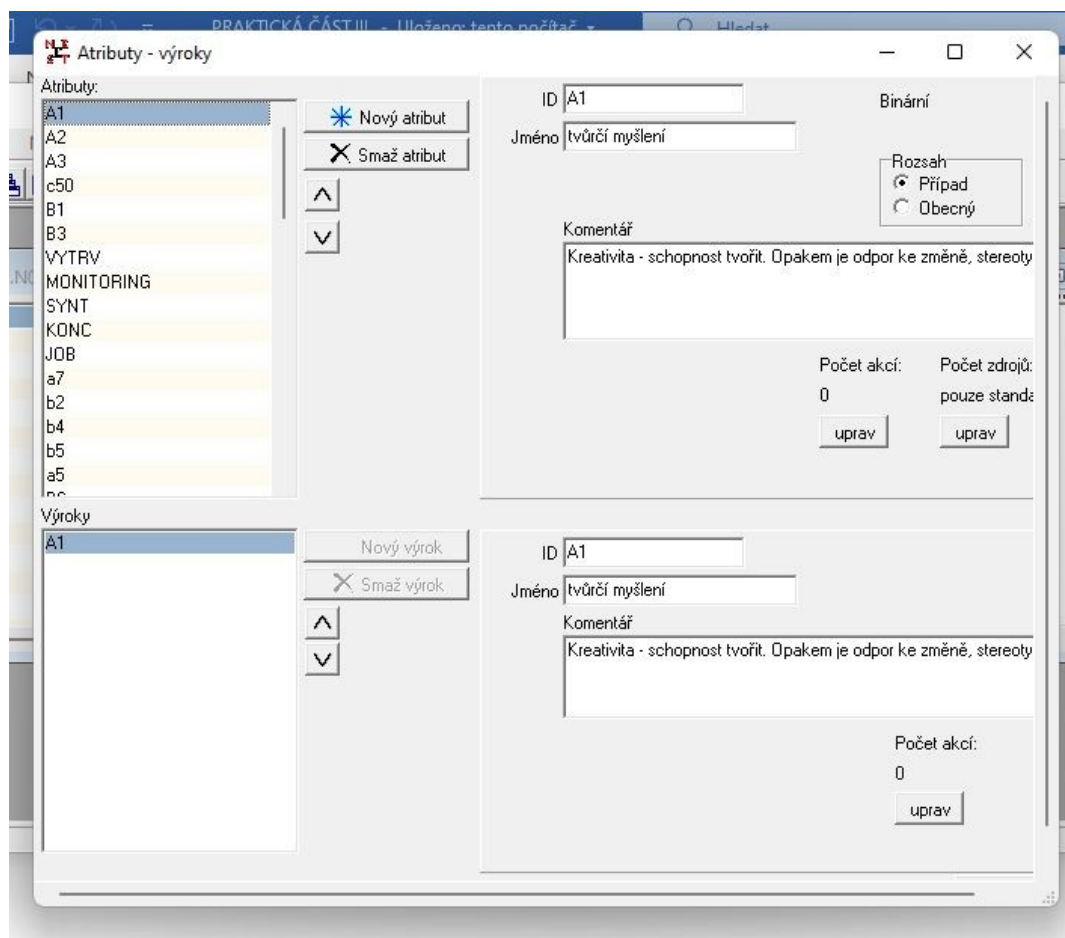 PRAKTICKÁ ČÁST III - Uloženo: tento počítač
Hledat
NEST
Atributy - výroky
Atributy:
A1
A2
A3
c50
B1
B3
VYTRV
MONITORING
SYNT
KONC
JOB
a7
b2
b4
b5
a5
Nový atribut
Smaž atribut
ID A1
Binární
Jméno tvůrčí myšlení
Rozsah
Případ
Obecný
Komentář
Kreativita - schopnost tvořit. Opakem je odpor ke změně, stereoty
Počet akcí: Počet zdrojů:
0 pouze standa
uprav uprav
Výroky
A1
Nový výrok
Smaž výrok
ID A1
Jméno tvůrčí myšlení
Komentář
Kreativita - schopnost tvořit. Opakem je odpor ke změně, stereoty
Počet akcí:
0
uprav